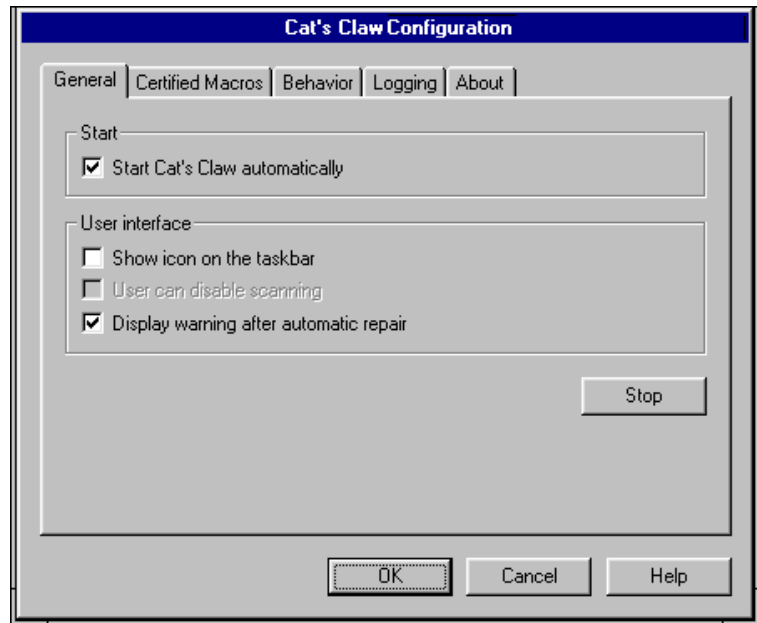 Cat's Claw Configuration
General Certified Macros Behavior Logging About
Start
Start Cat's Claw automatically
User interface
Show icon on the taskbar
User can disable scanning
Display warning after automatic repair
Stop
OK Cancel Help